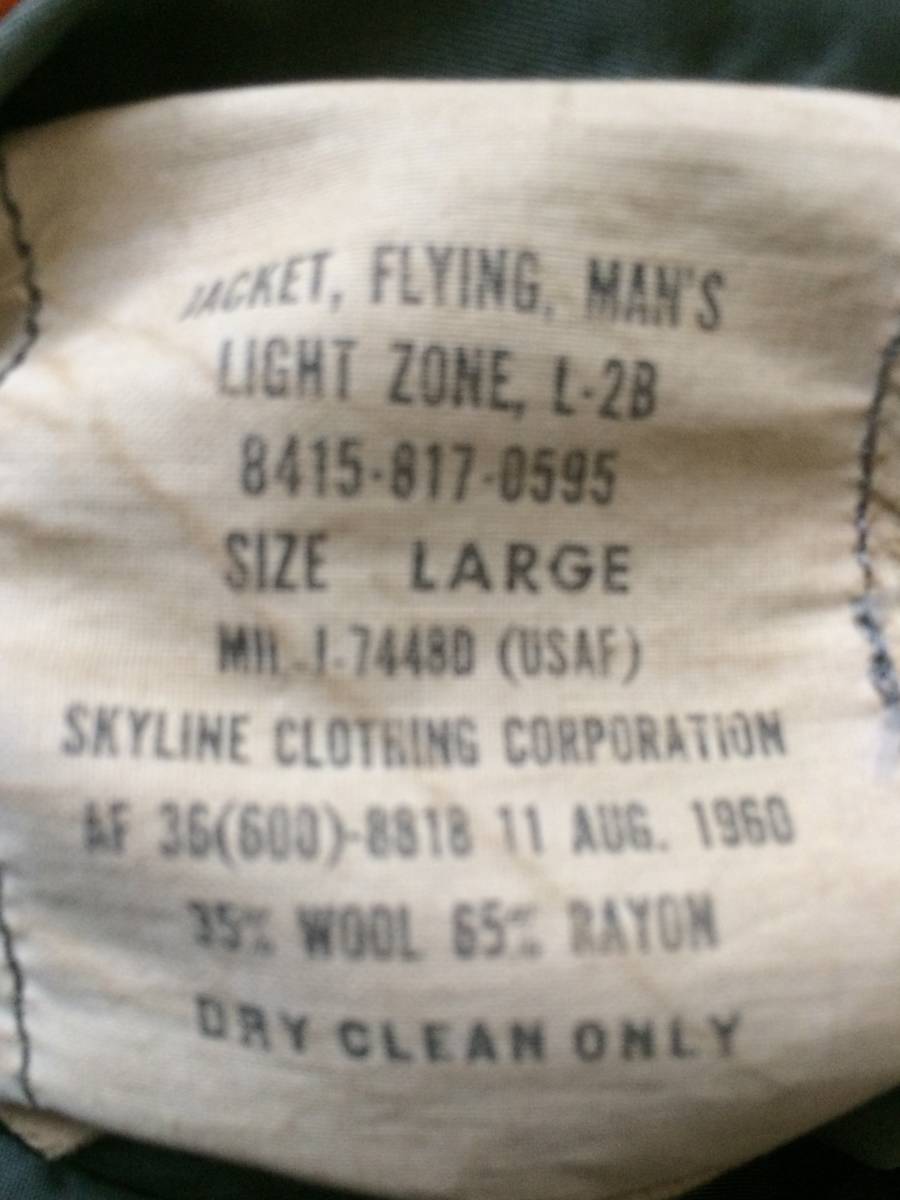 JACKET, FLYING, MAN'S
LIGHT ZONE, L-2B
8415-817-0595
SIZE LARGE
MIL-J-7448D (USAF)
SKYLINE CLOTHING CORPORATION
AF 36(600)-8818 11 AUG. 1960
35% WOOL 65% RAYON
DRY CLEAN ONLY